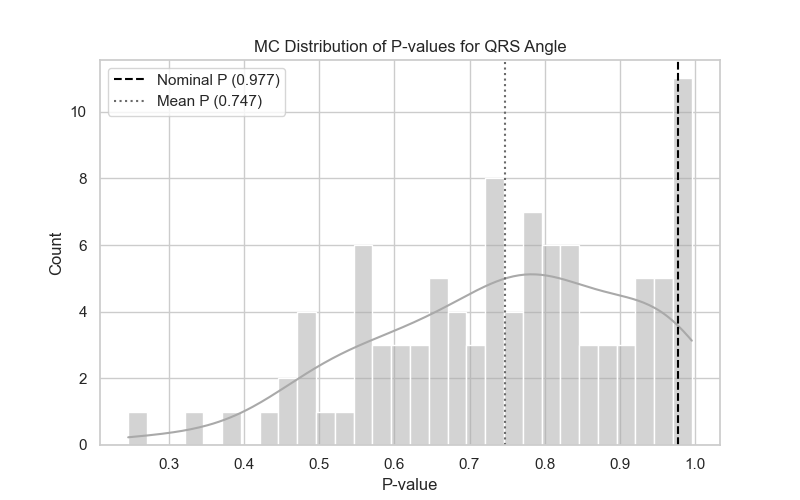 MC Distribution of P-values for QRS Angle
Nominal P (0.977)
Mean P (0.747)
Count
10
8
6
4
2
0
0.3 0.4 0.5 0.6 0.7 0.8 0.9 1.0
P-value